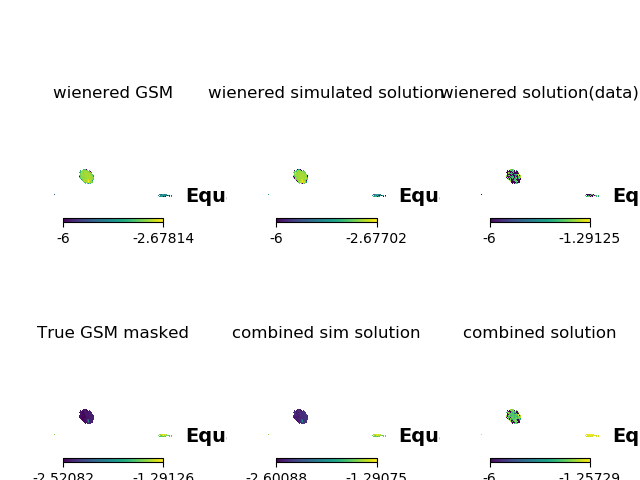 wienered GSM wienered simulated solution wienered solution(data)
Equ Equ Eq
-6 -2.67814 -6 -2.67702 -6 -1.29125
True GSM masked combined sim solution combined solution
Equ Equ Eq
-2.52082 -1.29126 -2.60088 -1.29075 -6 -1.25729